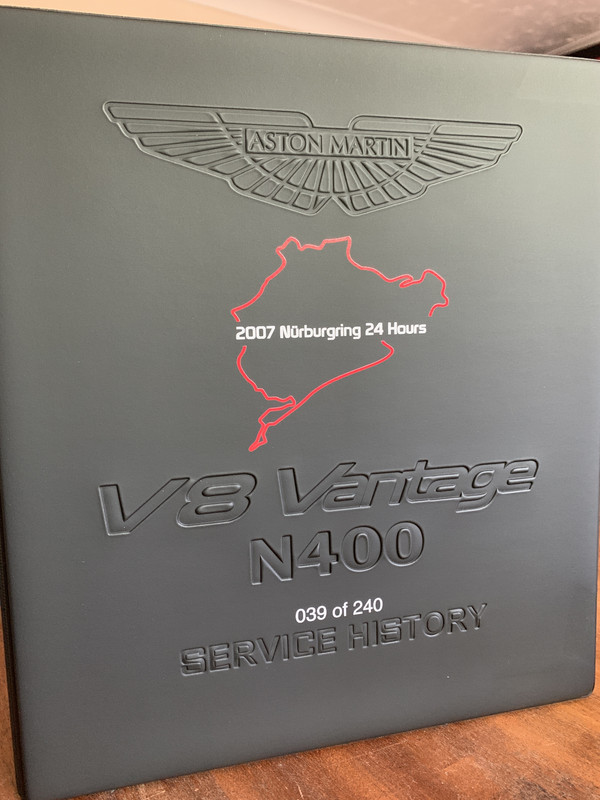 ASTON MARTIN
2007 Nürburgring 24 Hours
V8 Vantage
N400
039 of 240
SERVICE HISTORY